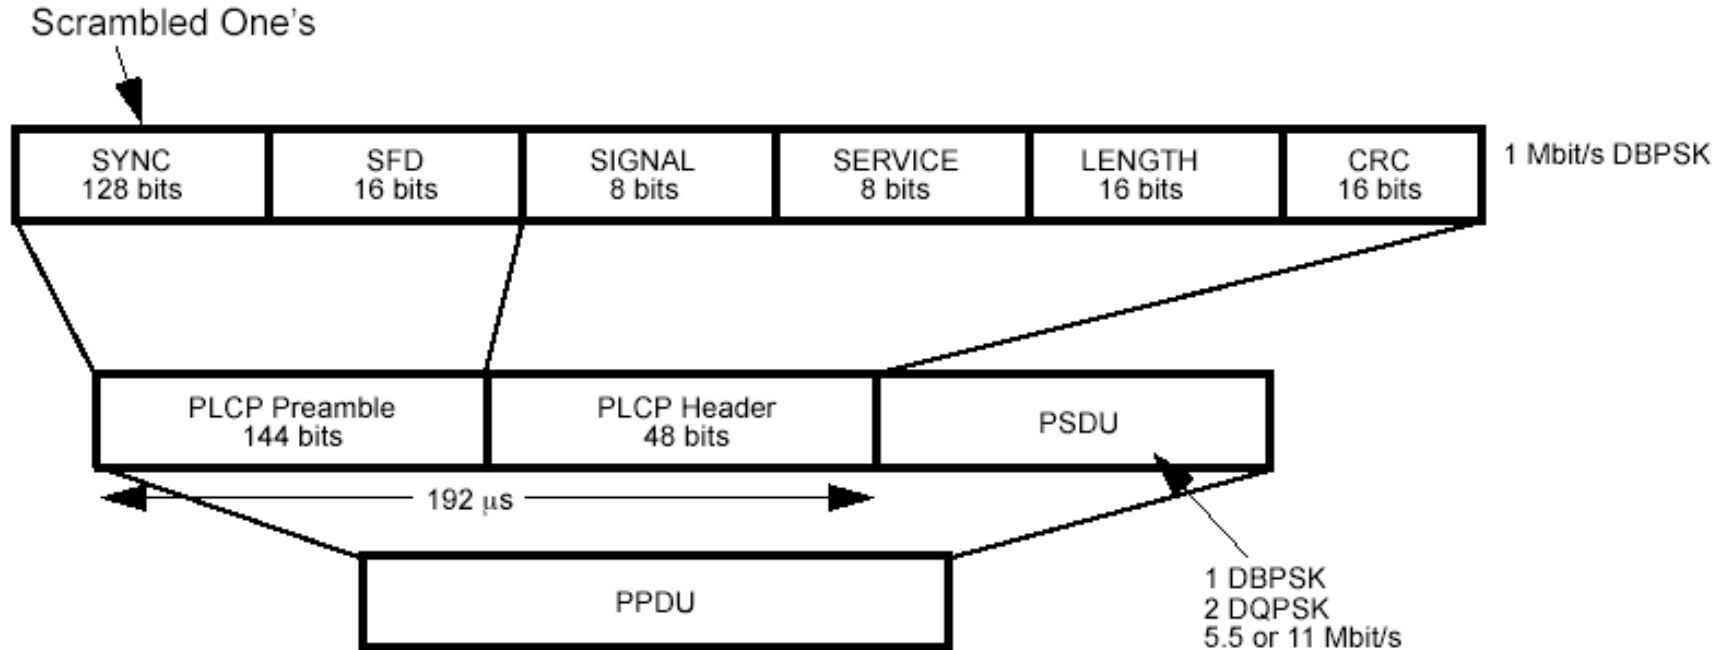 Scrambled One's
SYNC
128 bits
SFD
16 bits
SIGNAL
8 bits
SERVICE
8 bits
LENGTH
16 bits
CRC
16 bits
1 Mbit/s DBPSK
PLCP Preamble
144 bits
PLCP Header
48 bits
PSDU
192 μs
PPDU
1 DBPSK
2 DQPSK
5.5 or 11 Mbit/s